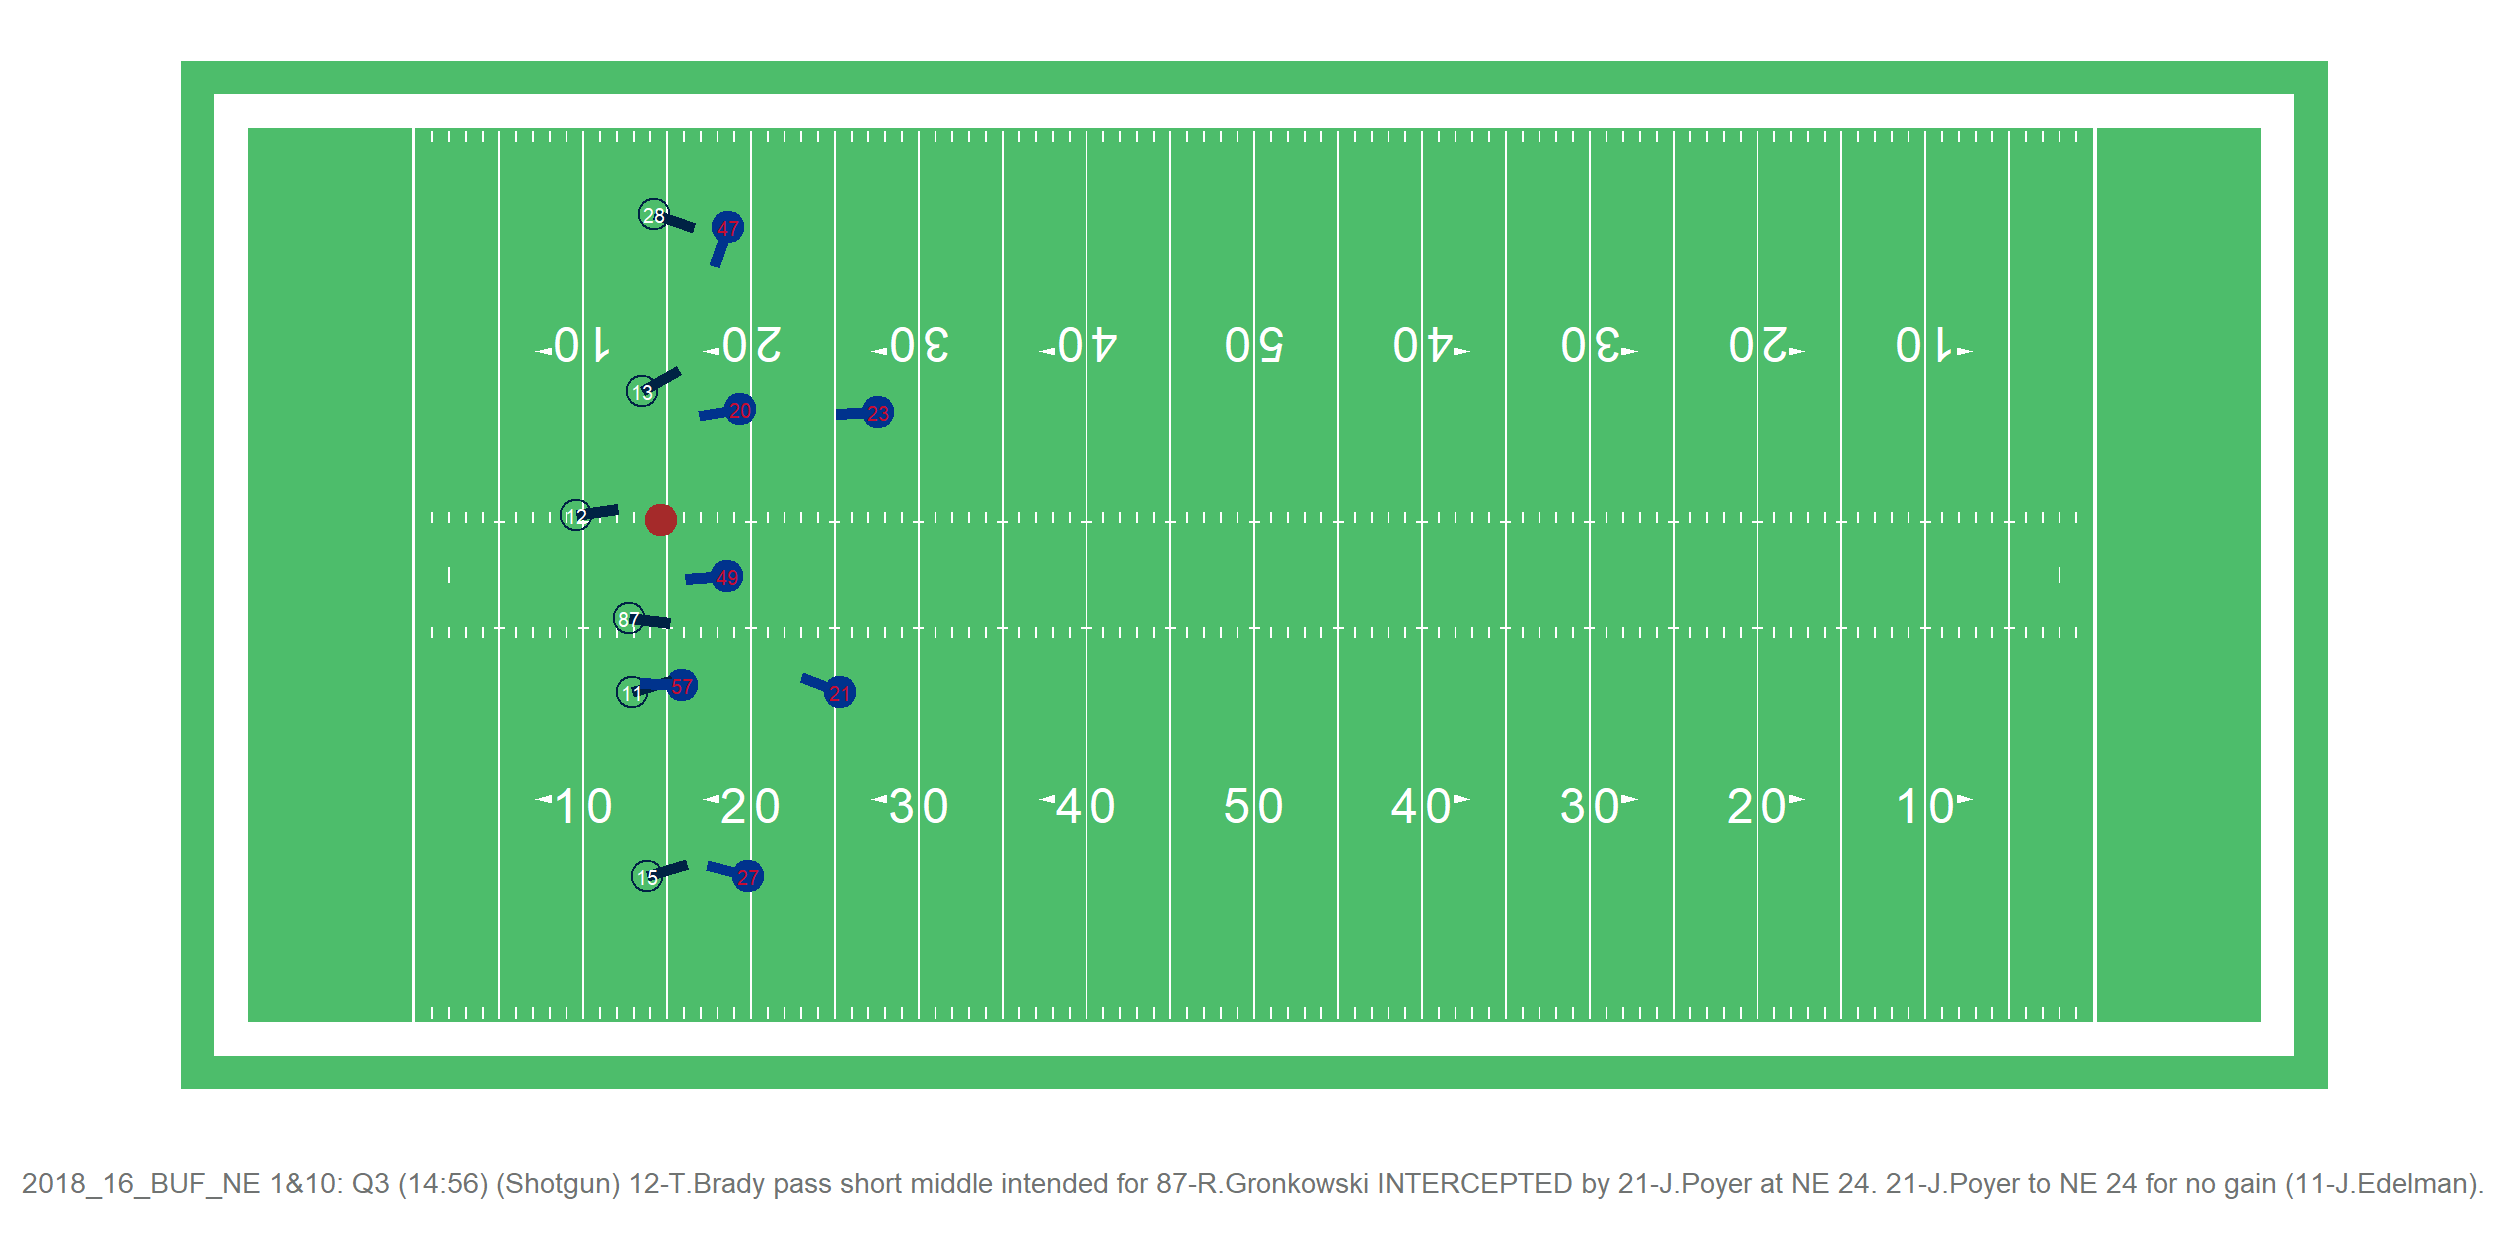 28
47
10 20 30 40 50 40 30 20 10
13
20 23
12
49
87
11 57 21
10 20 30 40 50 40 30 20 10
15 27
2018_16_BUF_NE 1&10: Q3 (14:56) (Shotgun) 12-T.Brady pass short middle intended for 87-R.Gronkowski INTERCEPTED by 21-J.Poyer at NE 24. 21-J.Poyer to NE 24 for no gain (11-J.Edelman).